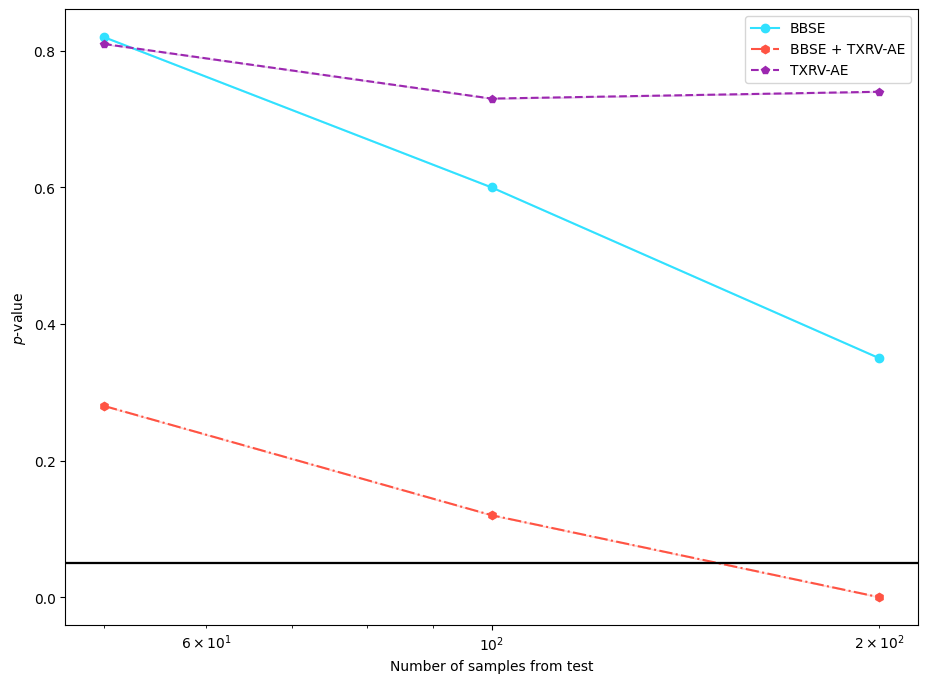 BBSE
BBSE + TXRV-AE
TXRV-AE
0.8
0.6
0.4
0.2
0.0
p-value
6 × 10¹
10²
2 × 10²
Number of samples from test